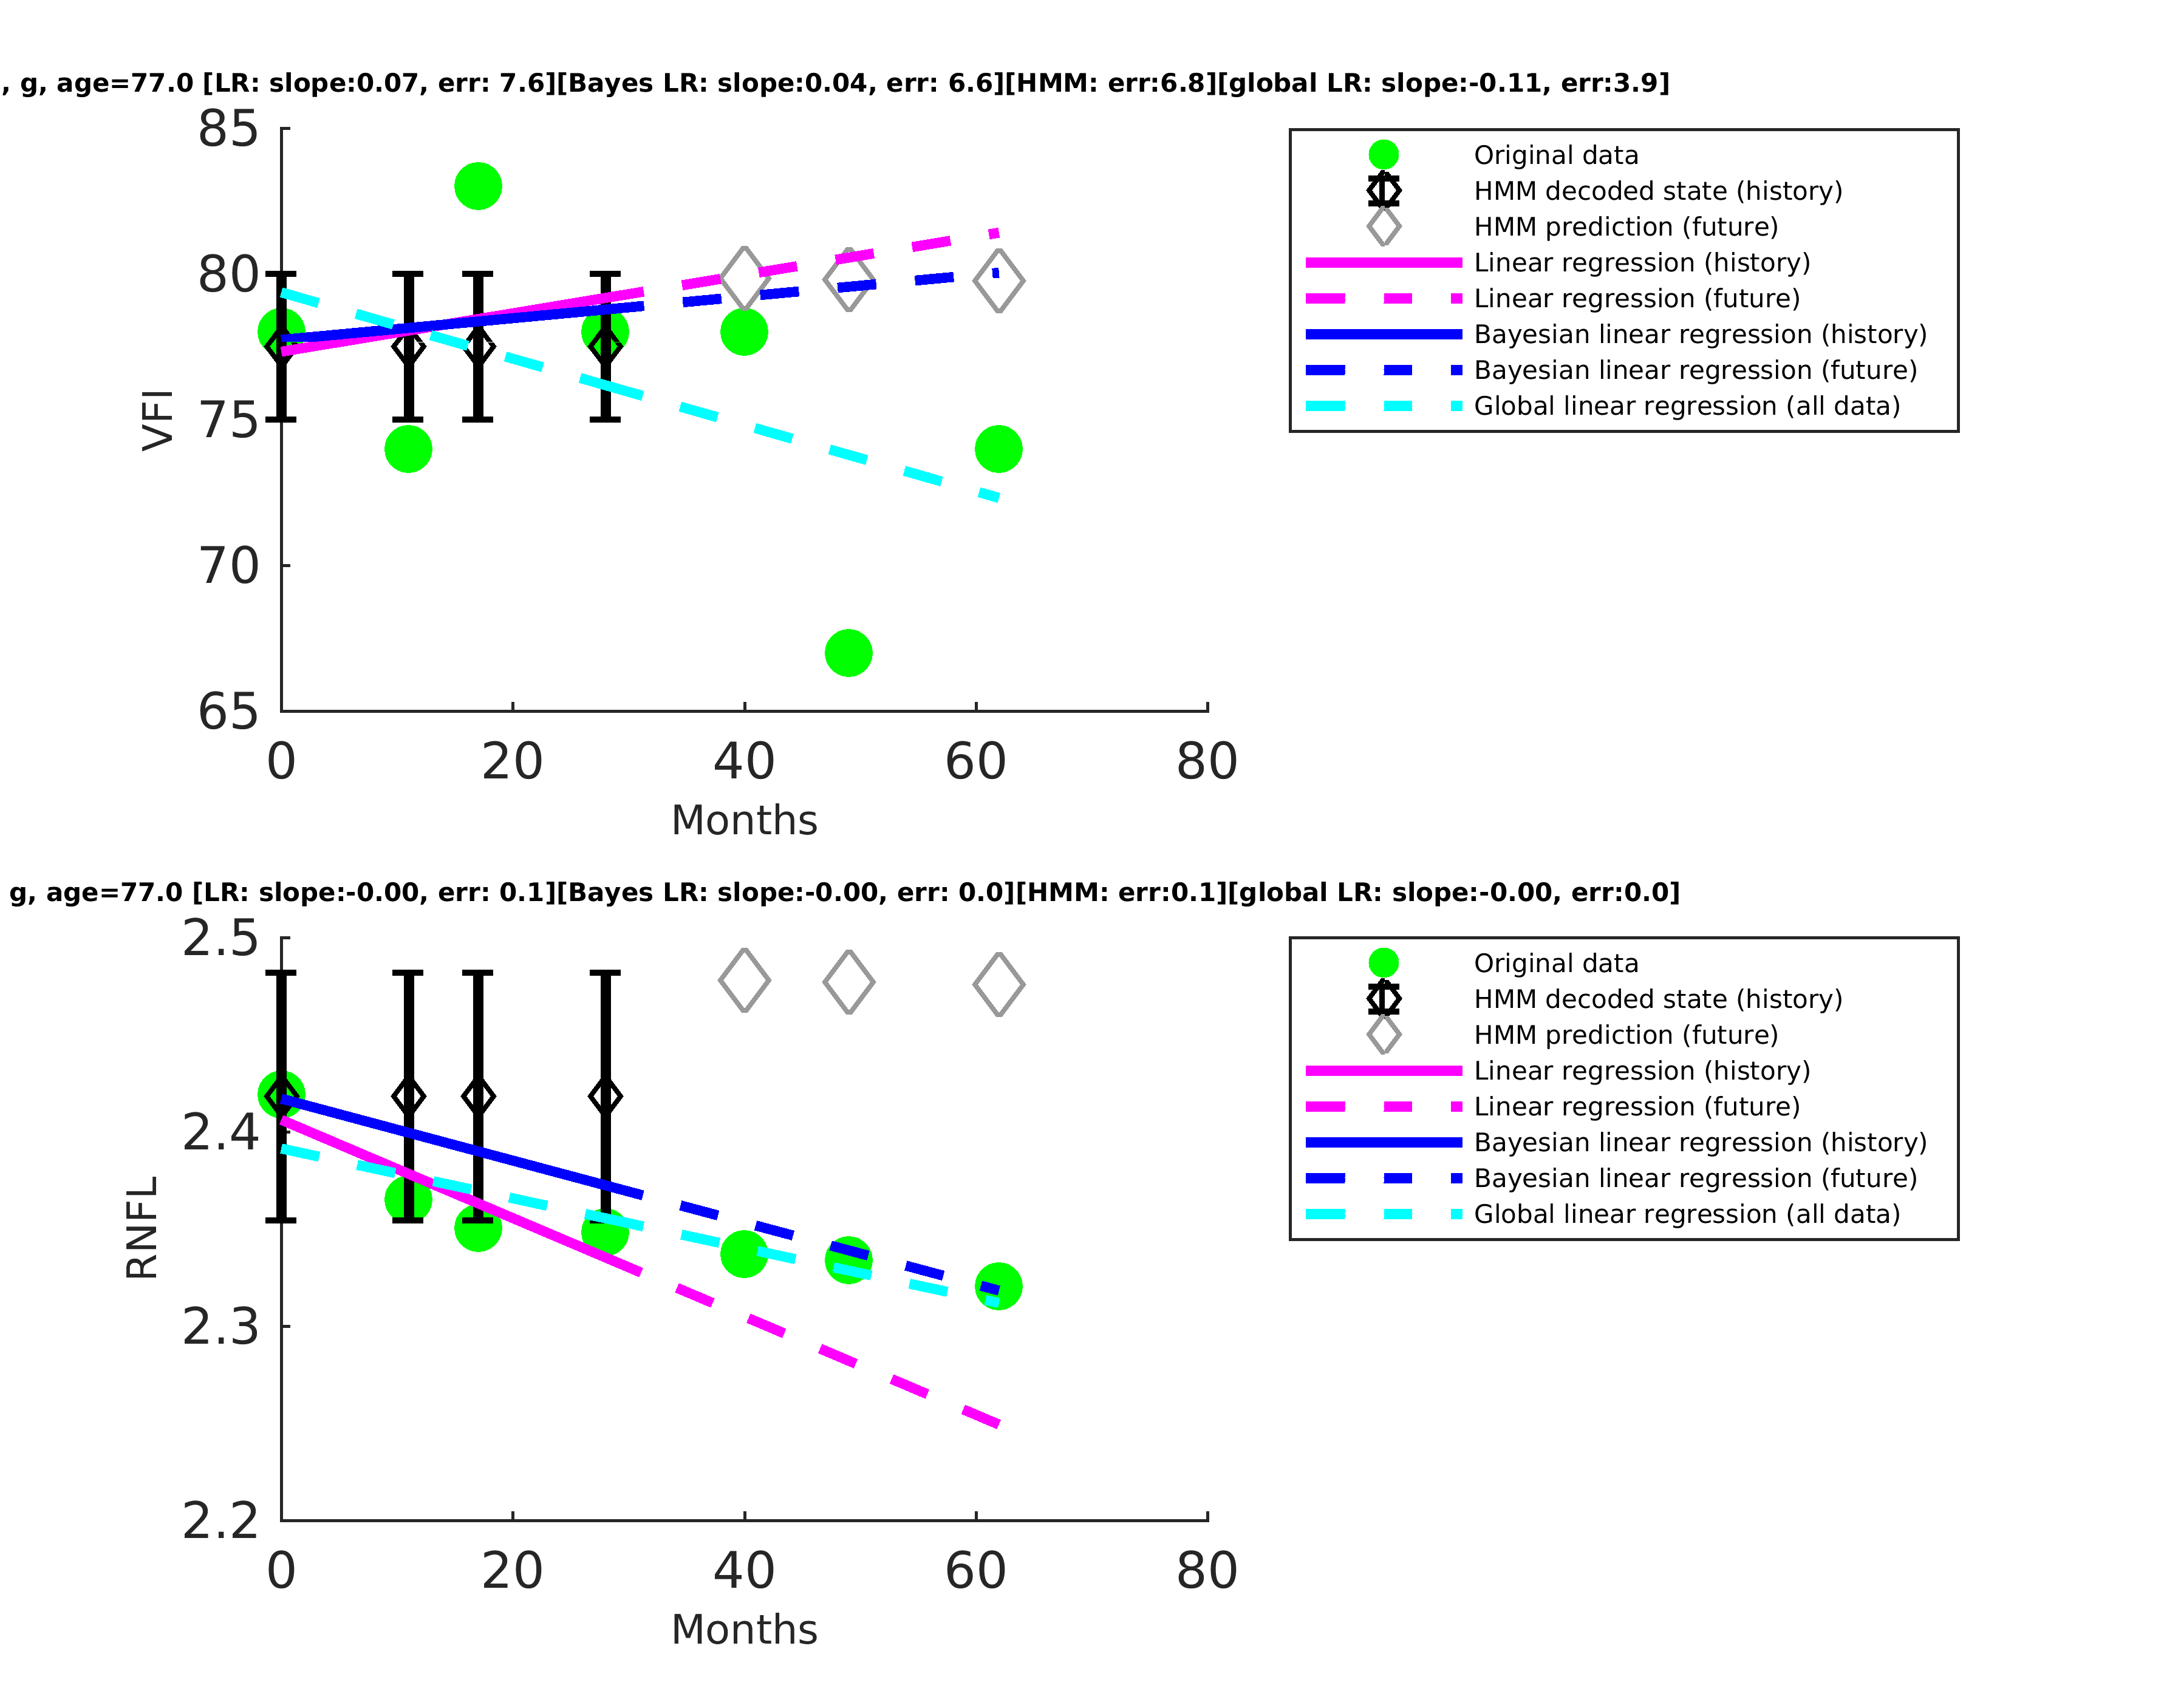 , g, age=77.0 [LR: slope:0.07, err: 7.6][Bayes LR: slope:0.04, err: 6.6][HMM: err:6.8][global LR: slope:-0.11, err:3.9]
85
80
75
70
65
VFI
0 20 40 60 80
Months
Original data
HMM decoded state (history)
HMM prediction (future)
Linear regression (history)
Linear regression (future)
Bayesian linear regression (history)
Bayesian linear regression (future)
Global linear regression (all data)
g, age=77.0 [LR: slope:-0.00, err: 0.1][Bayes LR: slope:-0.00, err: 0.0][HMM: err:0.1][global LR: slope:-0.00, err:0.0]
2.5
2.4
2.3
2.2
RNFL
0 20 40 60 80
Months
Original data
HMM decoded state (history)
HMM prediction (future)
Linear regression (history)
Linear regression (future)
Bayesian linear regression (history)
Bayesian linear regression (future)
Global linear regression (all data)